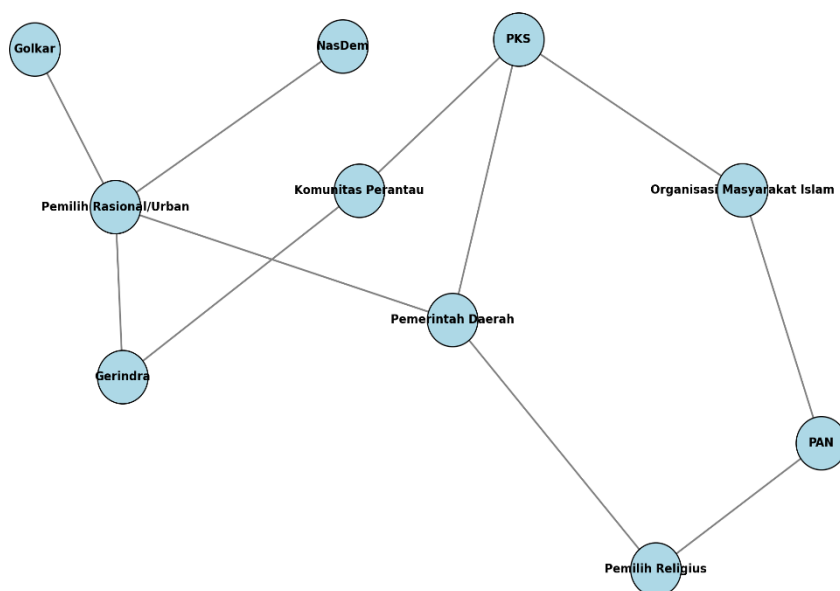 Golkar
NasDem
PKS
Pemilih Rasional/Urban
Komunitas Perantau
Organisasi Masyarakat Islam
Pemerintah Daerah
Gerindra
PAN
Pemilih Religius